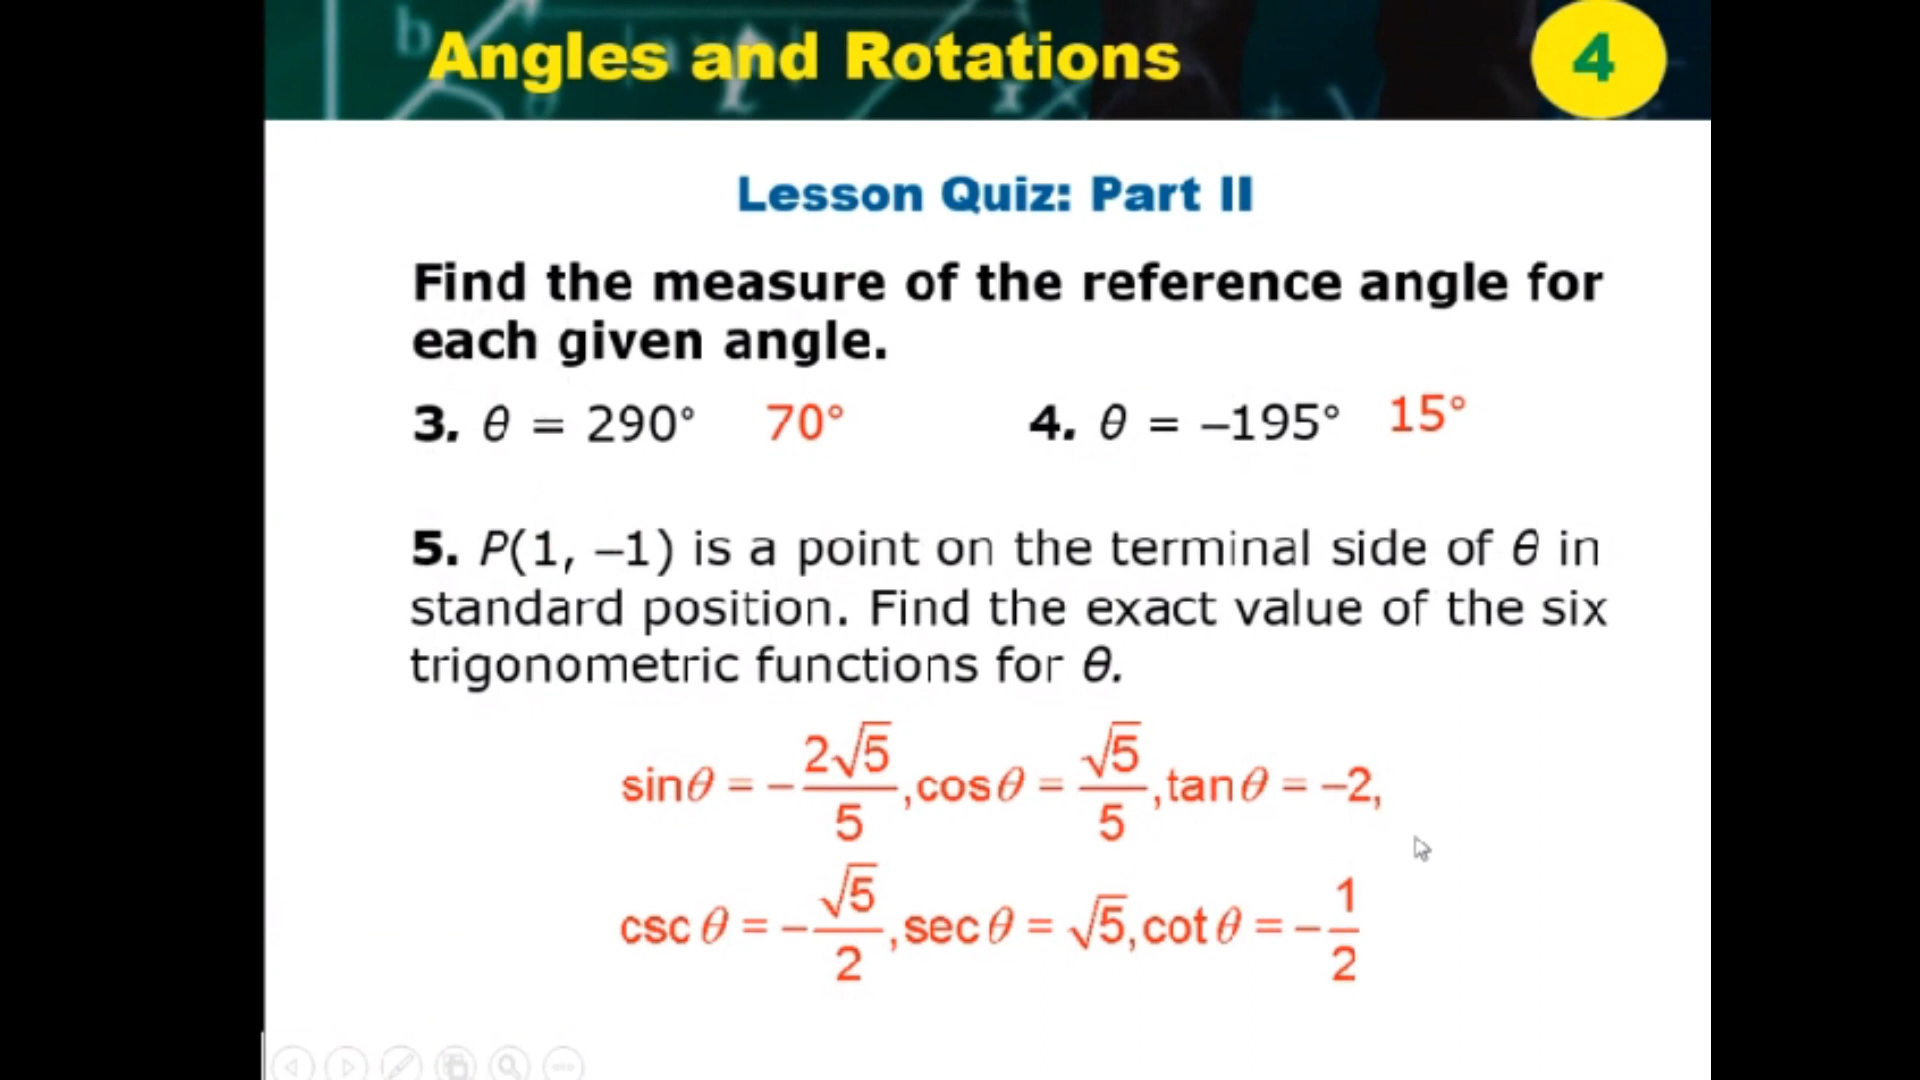 Angles and Rotations
4
Lesson Quiz: Part II
Find the measure of the reference angle for
each given angle.
3. θ = 290° 70° 4. θ = –195° 15°
5. P(1, –1) is a point on the terminal side of θ in
standard position. Find the exact value of the six
trigonometric functions for θ.
sinθ = –2√5/5, cosθ = √5/5, tanθ = –2,
cscθ = –√5/2, secθ = √5, cotθ = –1/2